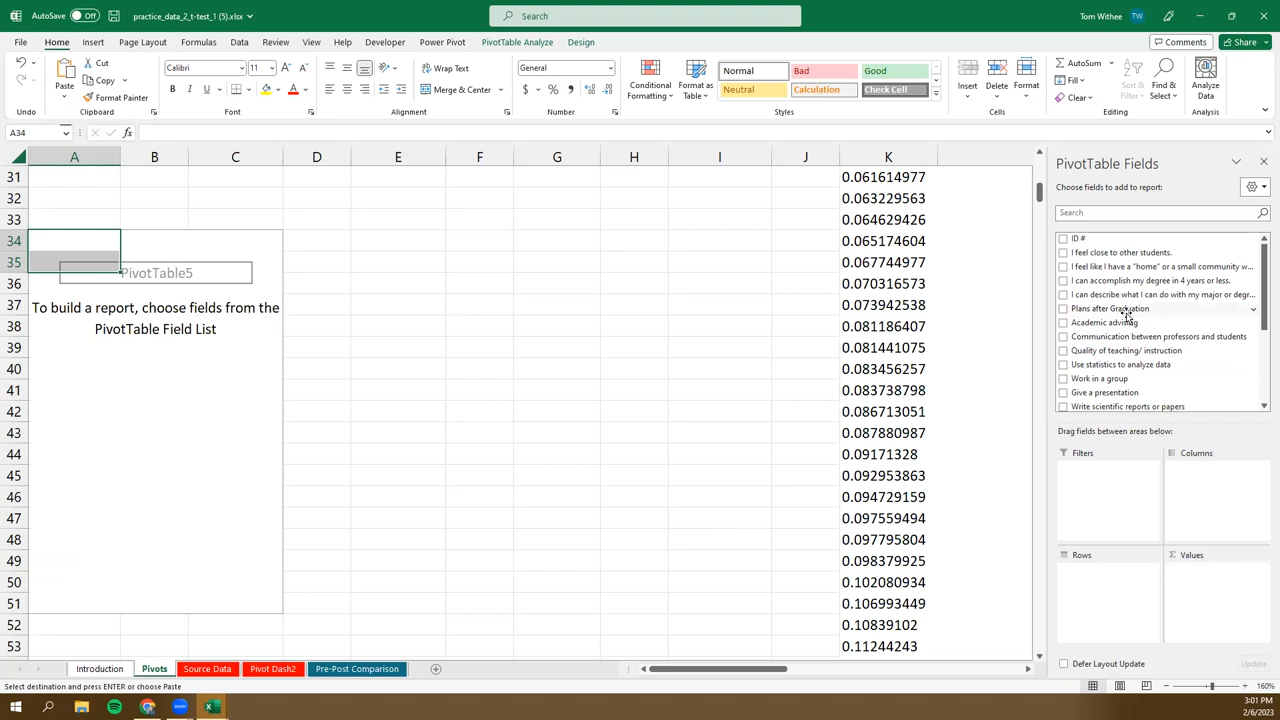 AutoSave Off practice_data_2_t-test_1 (5).xlsx Search Tom Withee TW
File Home Insert Page Layout Formulas Data Review View Help Developer Power Pivot PivotTable Analyze Design Comments Share
Undo
Paste
Cut
Copy
Format Painter
Clipboard
Calibri 11
B I U
Font
Wrap Text
Merge & Center
Alignment
General
$ % ,
Number
Conditional Formatting
Format as Table
Normal Bad Good
Neutral Calculation Check Cell
Styles
Insert Delete Format
Cells
AutoSum
Fill
Clear
Sort & Filter
Find & Select
Editing
Analyze Data
Analysis
A34 fx
A B C D E F G H I J K
31 0.061614977
32 0.063229563
33 0.064629426
34 0.065174604
35 0.067744977
36 0.070316573
37 0.073942538
38 0.081186407
39 0.081441075
40 0.083456257
41 0.083738798
42 0.086713051
43 0.087880987
44 0.09171328
45 0.092953863
46 0.094729159
47 0.097559494
48 0.097795804
49 0.098379925
50 0.102080934
51 0.106993449
52 0.10839102
53 0.11244243
PivotTable5
To build a report, choose fields from the
PivotTable Field List
PivotTable Fields
Choose fields to add to report:
Search
ID #
I feel close to other students.
I feel like I have a "home" or a small community w...
I can accomplish my degree in 4 years or less.
I can describe what I can do with my major or degr...
Plans after Graduation
Academic advising
Communication between professors and students
Quality of teaching/ instruction
Use statistics to analyze data
Work in a group
Give a presentation
Write scientific reports or papers
Drag fields between areas below:
Filters Columns
Rows Σ Values
Defer Layout Update Update
Introduction Pivots Source Data Pivot Dash2 Pre-Post Comparison
Select destination and press ENTER or choose Paste 160%
3:01 PM
2/6/2023